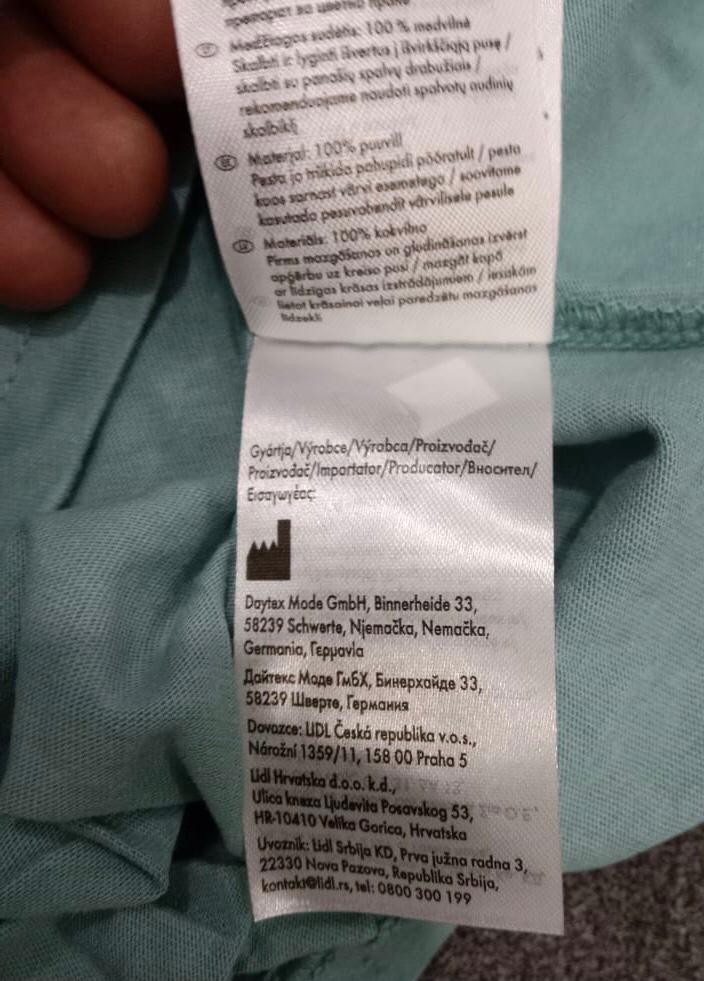 препарат за цветно пране
LT Medžiagos sudėtis: 100 % medvilnė
Skalbti ir lyginti išvertus į išvirkščiąją pusę /
skalbti su panašių spalvų drabužiais /
rekomenduojame naudoti spalvotų audinių
skalbiklį
EE Materjal: 100% puuvill
Pesta ja triikida pahupidi pööratult / pesta
koos sarnast värvi esemetega / soovitame
kasutada pesuvahendit värvilisele pesule
LV Materiāls: 100% kokvilna
Pirms mazgāšanas un gludināšanas izvērst
apģērbu uz kreiso pusi / mazgāt kopā
ar līdzīgas krāsas izstrādājumiem / iesakām
lietot krāsainai veļai paredzētu mazgāšanas
līdzekli
Gyártja/Výrobce/Výrobca/Proizvođač/
Proizvođač/Importator/Producator/Вносител/
Εισαγωγέας:
Daytex Mode GmbH, Binnerheide 33,
58239 Schwerte, Njemačka, Nemačka,
Germania, Γερμανία
Дайтекс Моде ГмбХ, Бинерхайде 33,
58239 Шверте, Германия
Dovozce: LIDL Česká republika v.o.s.,
Nárožní 1359/11, 158 00 Praha 5
Lidl Hrvatska d.o.o. k.d.,
Ulica kneza Ljudevita Posavskog 53,
HR-10410 Velika Gorica, Hrvatska
Uvoznik: Lidl Srbija KD, Prva južna radna 3,
22330 Nova Pazova, Republika Srbija,
kontakt@lidl.rs, tel: 0800 300 199